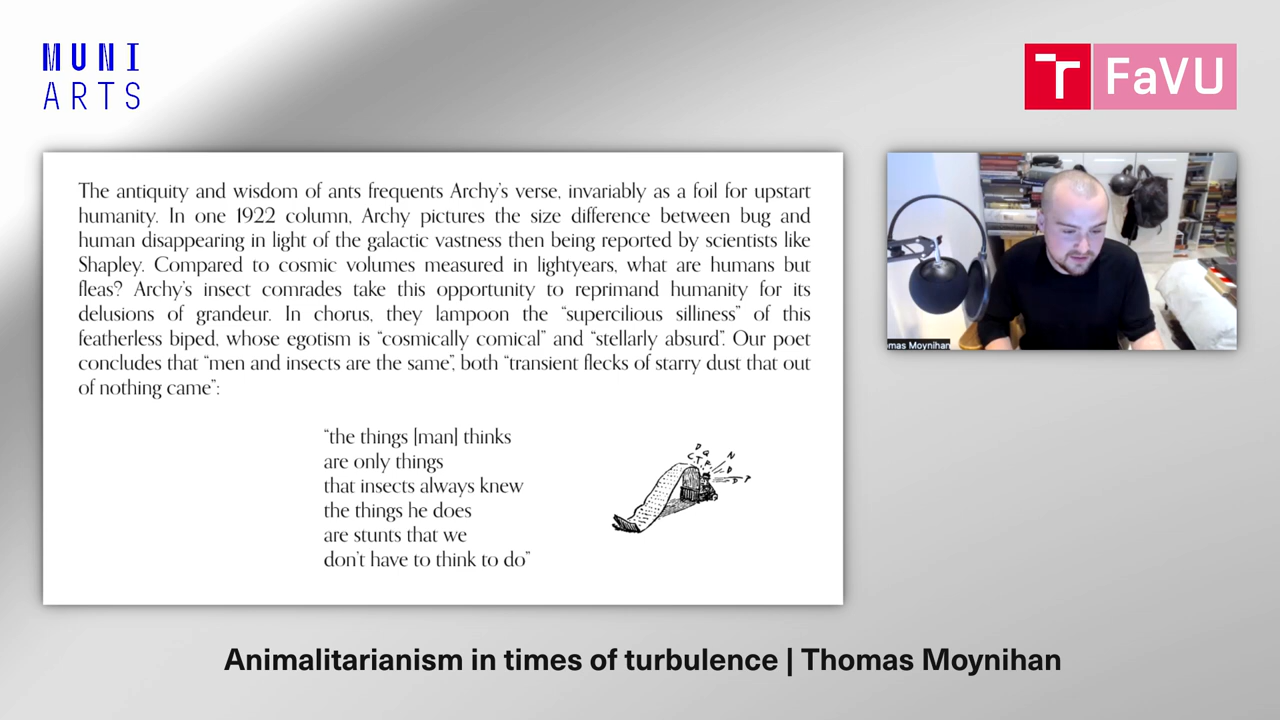 MUNI
ARTS
FaVU
The antiquity and wisdom of ants frequents Archy's verse, invariably as a foil for upstart
humanity. In one 1922 column, Archy pictures the size difference between bug and
human disappearing in light of the galactic vastness then being reported by scientists like
Shapley. Compared to cosmic volumes measured in lightyears, what are humans but
fleas? Archy's insect comrades take this opportunity to reprimand humanity for its
delusions of grandeur. In chorus, they lampoon the “supercilious silliness” of this
featherless biped, whose egotism is “cosmically comical” and “stellarly absurd”. Our poet
concludes that “men and insects are the same”, both “transient flecks of starry dust that out
of nothing came”:
“the things [man] thinks
are only things
that insects always knew
the things he does
are stunts that we
don't have to think to do”
mas Moynihan
Animalitarianism in times of turbulence | Thomas Moynihan